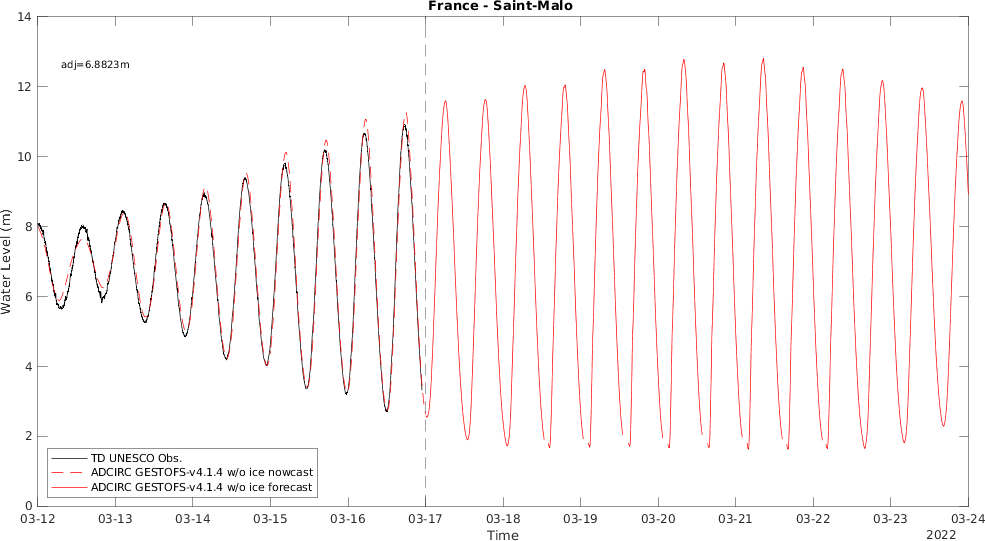 France - Saint-Malo
14
12
10
8
6
4
2
0
Water Level (m)
adj=6.8823m
TD UNESCO Obs.
ADCIRC GESTOFS-v4.1.4 w/o ice nowcast
ADCIRC GESTOFS-v4.1.4 w/o ice forecast
03-12 03-13 03-14 03-15 03-16 03-17 03-18 03-19 03-20 03-21 03-22 03-23 03-24
Time
2022